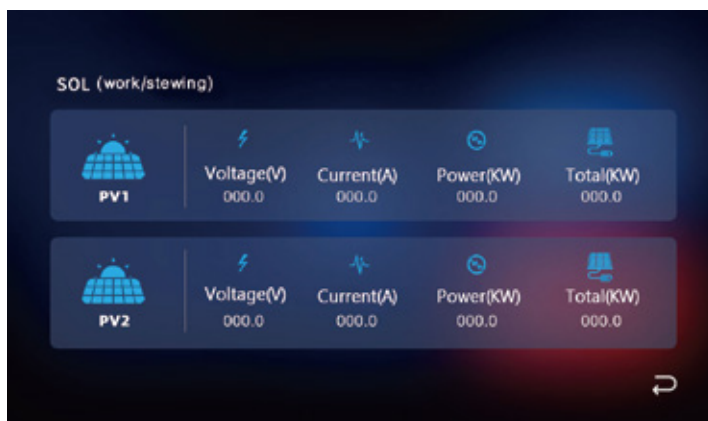 SOL (work/stewing)
Voltage(V) Current(A) Power(KW) Total(KW)
PV1 000.0 000.0 000.0 000.0
Voltage(V) Current(A) Power(KW) Total(KW)
PV2 000.0 000.0 000.0 000.0